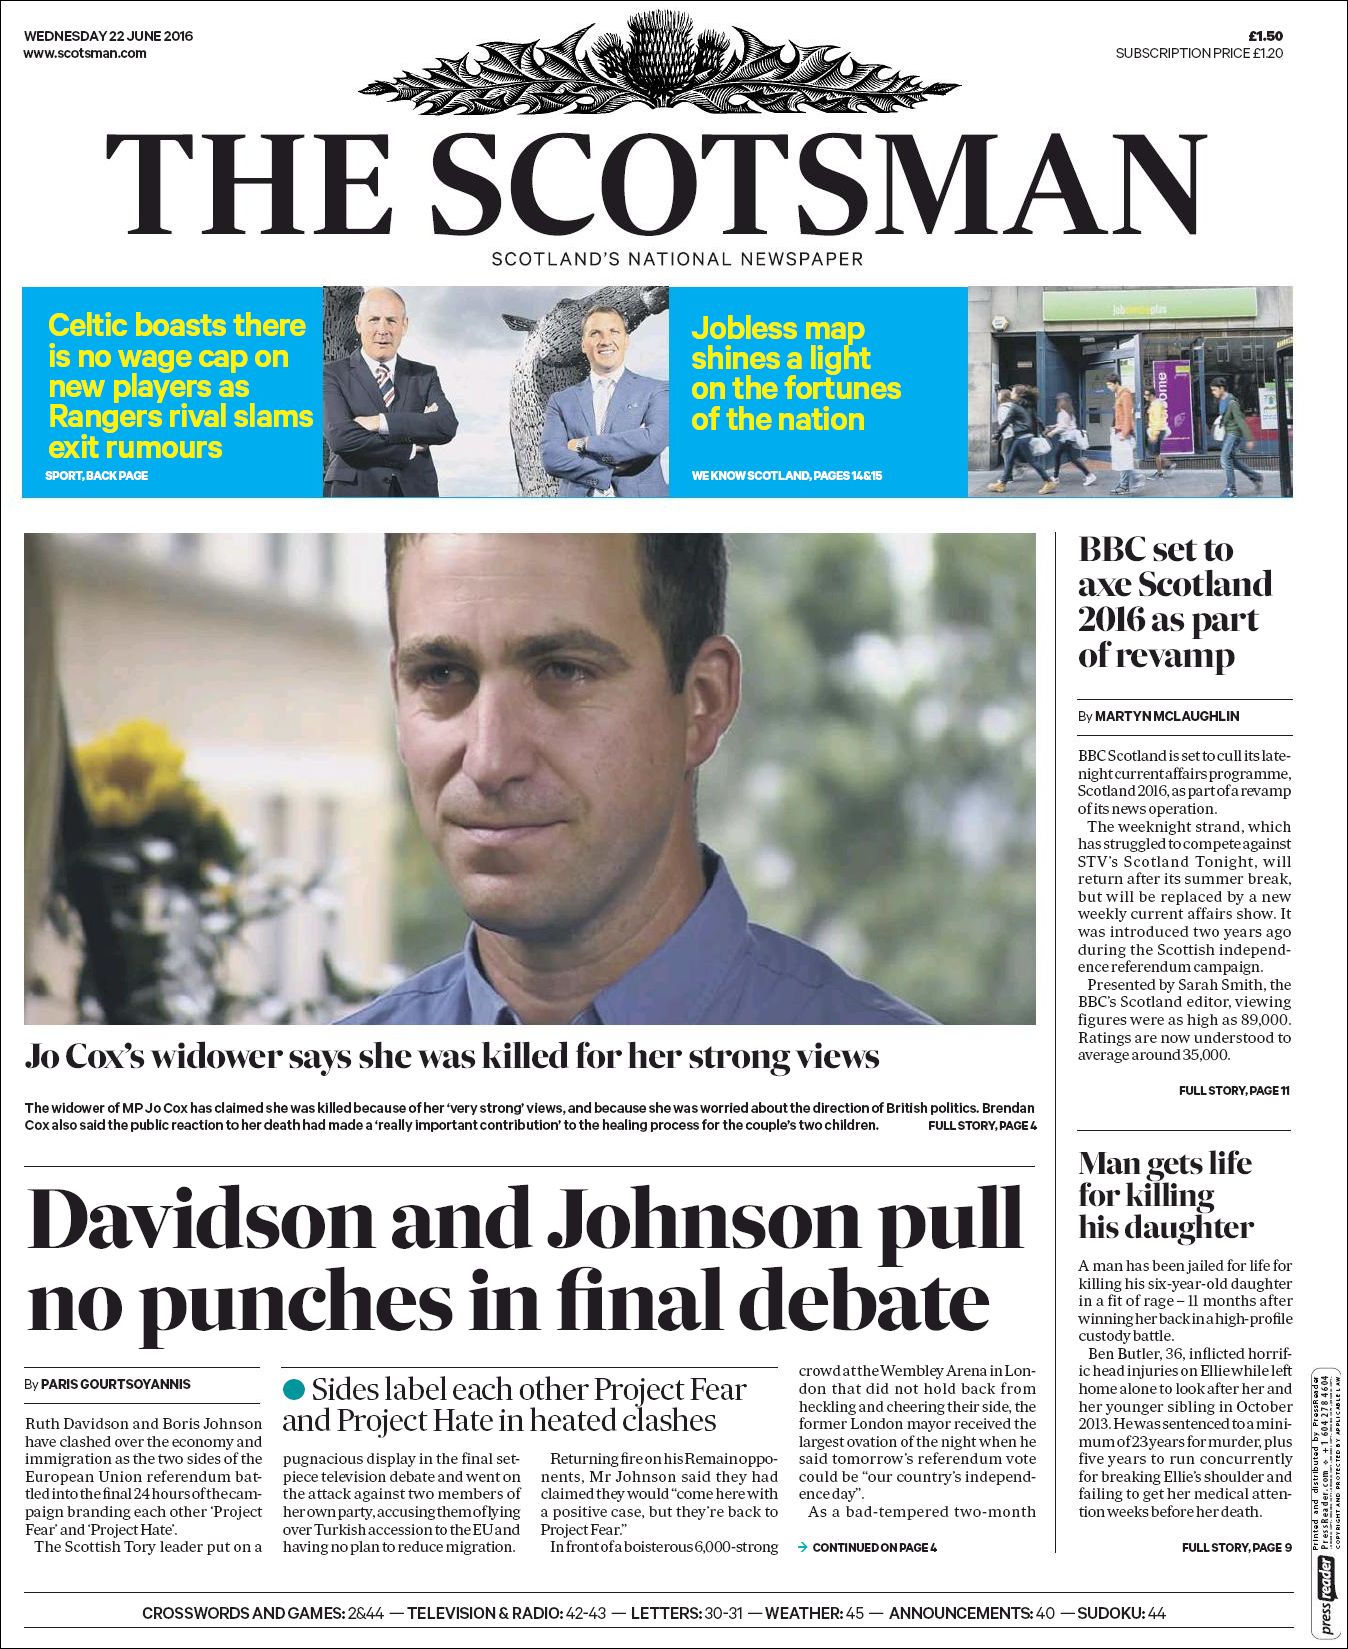 WEDNESDAY 22 JUNE 2016
www.scotsman.com
£1.50
SUBSCRIPTION PRICE £1.20
THE SCOTSMAN
SCOTLAND'S NATIONAL NEWSPAPER
Celtic boasts there
is no wage cap on
new players as
Rangers rival slams
exit rumours
SPORT, BACK PAGE
Jobless map
shines a light
on the fortunes
of the nation
WE KNOW SCOTLAND, PAGES 14&15
jobcentreplus
Jo Cox's widower says she was killed for her strong views
The widower of MP Jo Cox has claimed she was killed because of her 'very strong' views, and because she was worried about the direction of British politics. Brendan
Cox also said the public reaction to her death had made a 'really important contribution' to the healing process for the couple's two children. FULL STORY, PAGE 4
Davidson and Johnson pull
no punches in final debate
By PARIS GOURTSOYANNIS
Ruth Davidson and Boris Johnson
have clashed over the economy and
immigration as the two sides of the
European Union referendum bat-
tled into the final 24 hours of the cam-
paign branding each other 'Project
Fear' and 'Project Hate'.
The Scottish Tory leader put on a
Sides label each other Project Fear
and Project Hate in heated clashes
pugnacious display in the final set-
piece television debate and went on
the attack against two members of
her own party, accusing them of lying
over Turkish accession to the EU and
having no plan to reduce migration.
Returning fire on his Remain oppo-
nents, Mr Johnson said they had
claimed they would "come here with
a positive case, but they're back to
Project Fear."
In front of a boisterous 6,000-strong
crowd at the Wembley Arena in Lon-
don that did not hold back from
heckling and cheering their side, the
former London mayor received the
largest ovation of the night when he
said tomorrow's referendum vote
could be "our country's independ-
ence day".
As a bad-tempered two-month
→ CONTINUED ON PAGE 4
BBC set to
axe Scotland
2016 as part
of revamp
By MARTYN MCLAUGHLIN
BBC Scotland is set to cull its late-
night current affairs programme,
Scotland 2016, as part of a revamp
of its news operation.
The weeknight strand, which
has struggled to compete against
STV's Scotland Tonight, will
return after its summer break,
but will be replaced by a new
weekly current affairs show. It
was introduced two years ago
during the Scottish independ-
ence referendum campaign.
Presented by Sarah Smith, the
BBC's Scotland editor, viewing
figures were as high as 89,000.
Ratings are now understood to
average around 35,000.
FULL STORY, PAGE 11
Man gets life
for killing
his daughter
A man has been jailed for life for
killing his six-year-old daughter
in a fit of rage – 11 months after
winning her back in a high-profile
custody battle.
Ben Butler, 36, inflicted horrif-
ic head injuries on Ellie while left
home alone to look after her and
her younger sibling in October
2013. He was sentenced to a mini-
mum of 23 years for murder, plus
five years to run concurrently
for breaking Ellie's shoulder and
failing to get her medical atten-
tion weeks before her death.
FULL STORY, PAGE 9
CROSSWORDS AND GAMES: 2&44 — TELEVISION & RADIO: 42-43 — LETTERS: 30-31 — WEATHER: 45 — ANNOUNCEMENTS: 40 — SUDOKU: 44
pressreader
Printed and distributed by PressReader
PressReader.com + +1 604 278 4604
COPYRIGHT AND PROTECTED BY APPLICABLE LAW